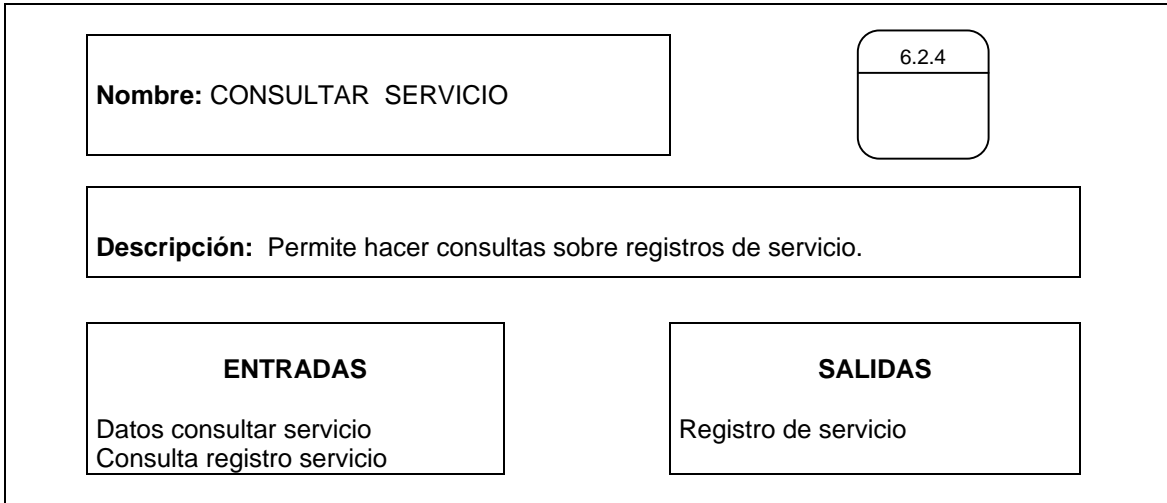 Nombre: CONSULTAR SERVICIO
6.2.4
Descripción: Permite hacer consultas sobre registros de servicio.
ENTRADAS
Datos consultar servicio
Consulta registro servicio
SALIDAS
Registro de servicio